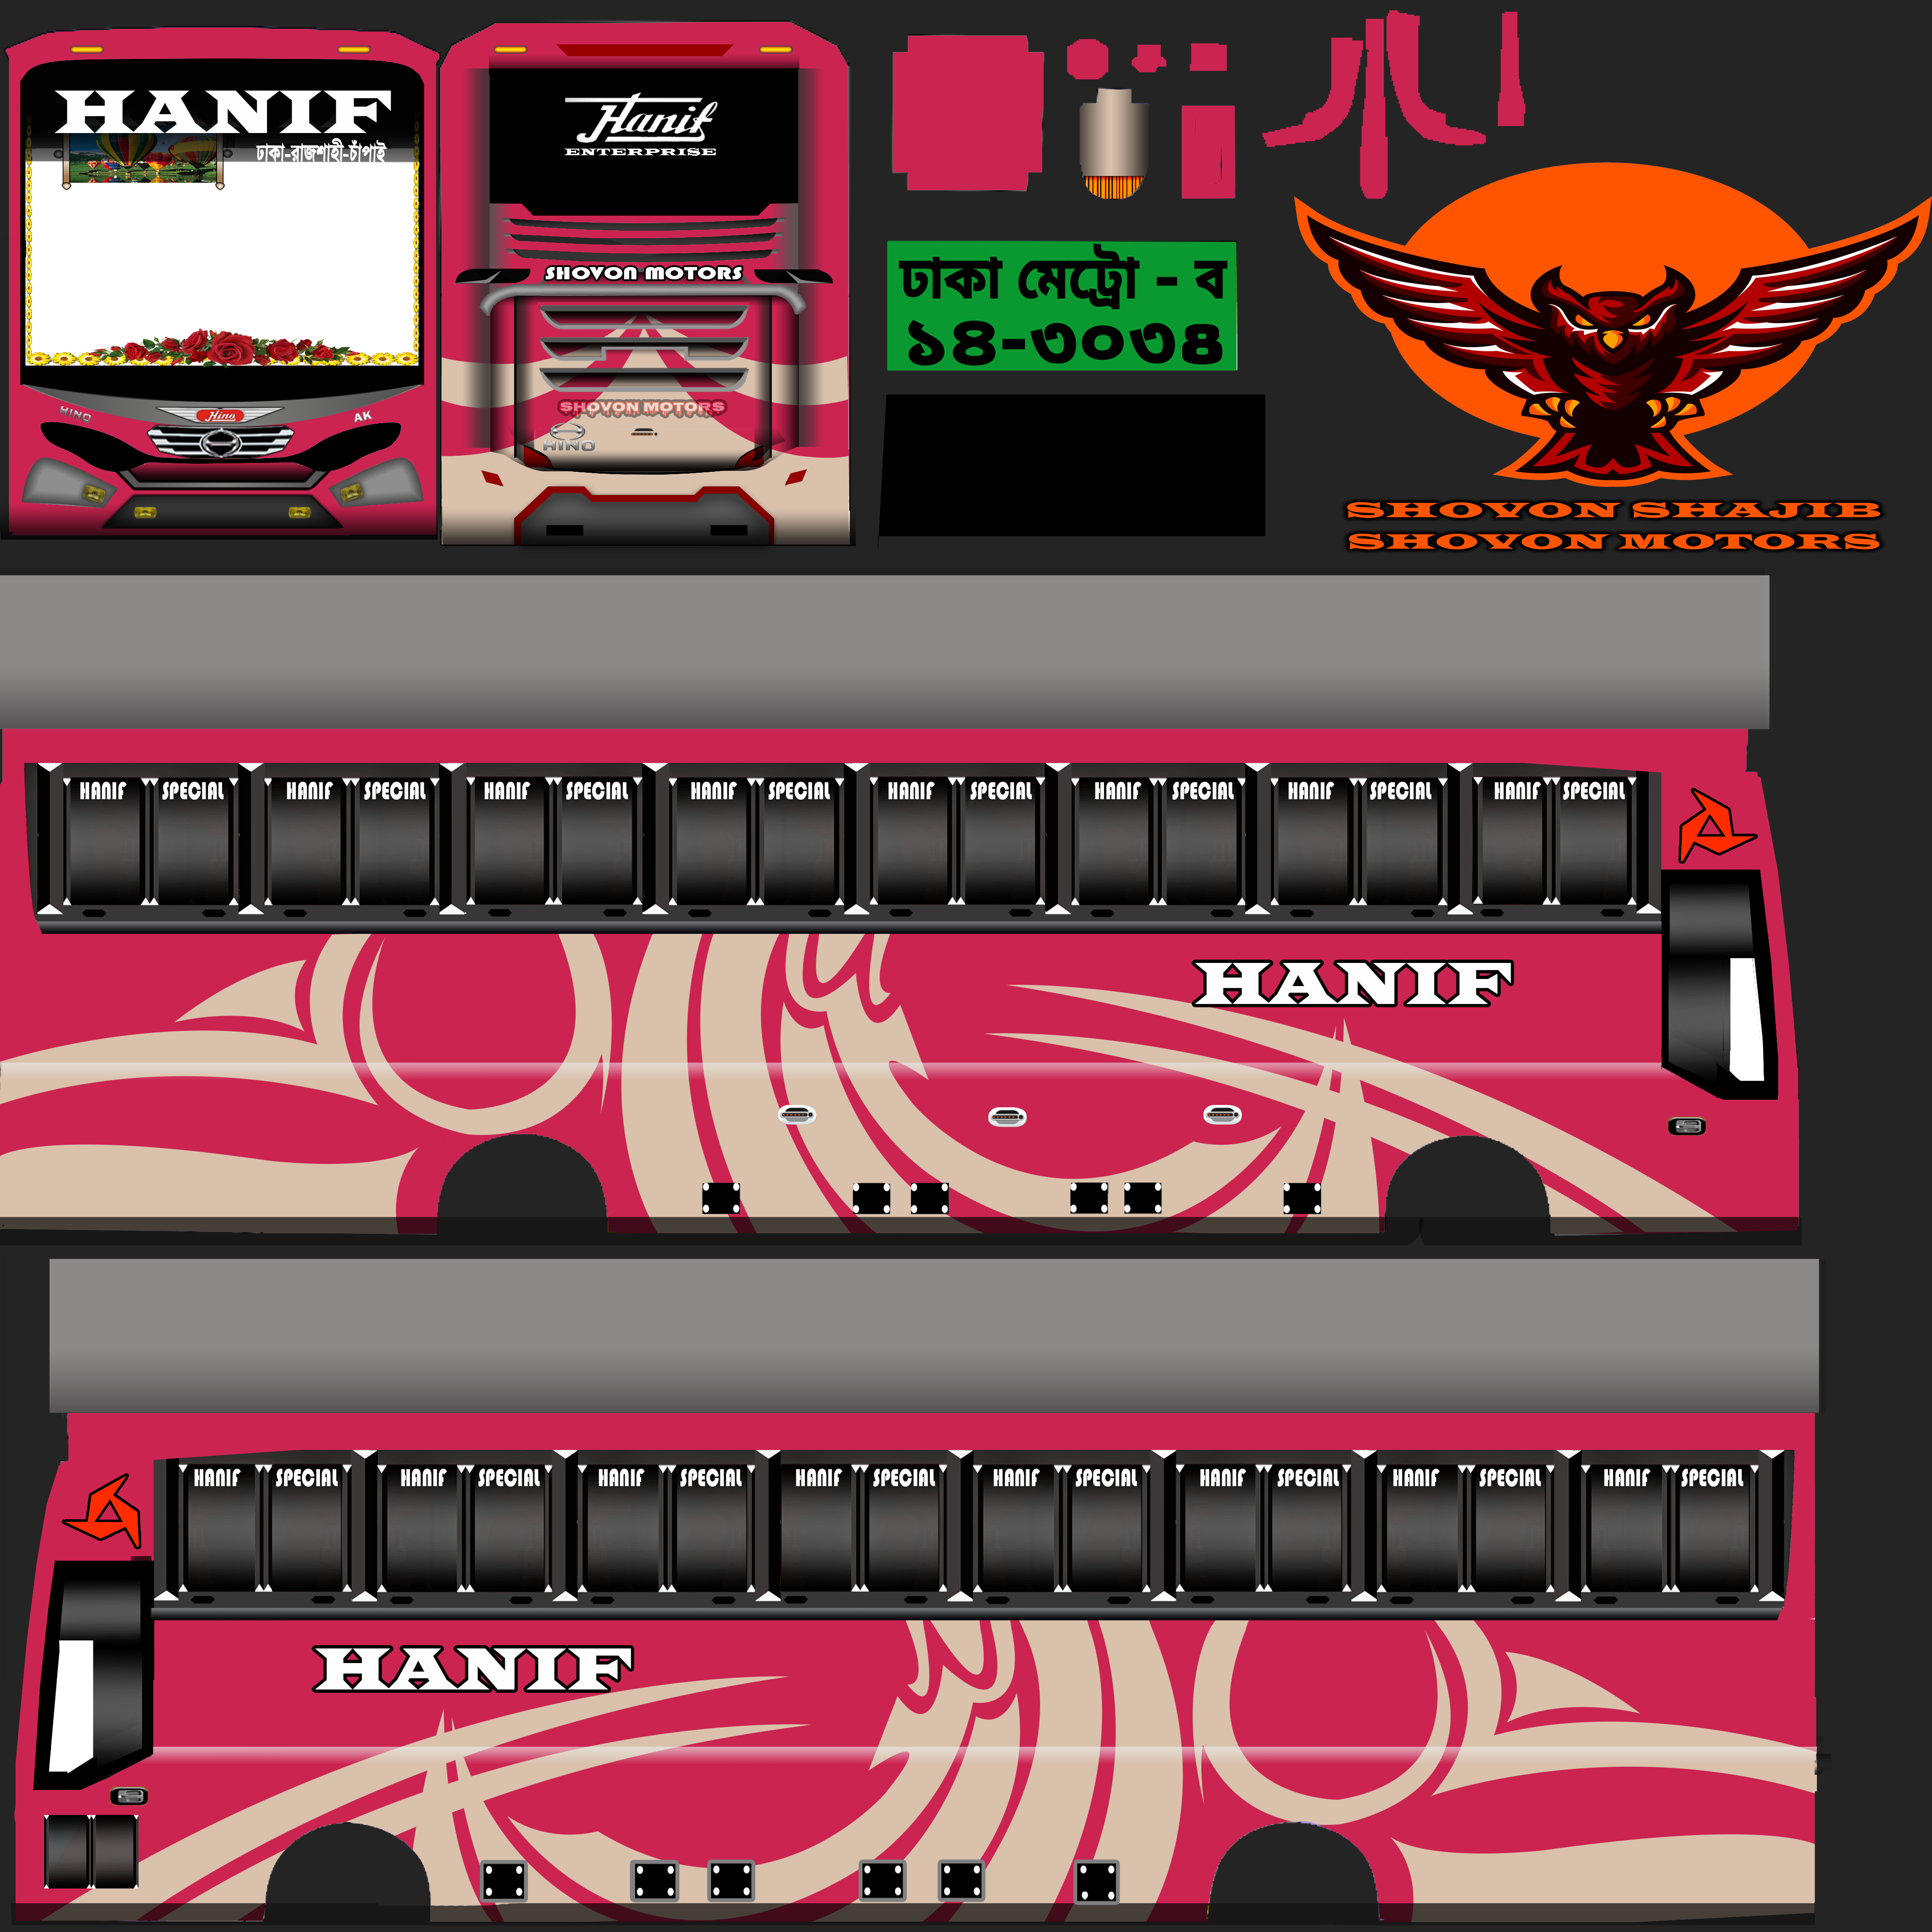 HANIF
ঢাকা-রাজশাহী-চাঁপাই
Hino
HINO
AK
Hanif
ENTERPRISE
SHOVON MOTORS
SHOVON MOTORS
HINO
ঢাকা মেট্রো - ব
১৪-৩০৩৪
SHOVON SHAJIB
SHOVON MOTORS
HANIF SPECIAL HANIF SPECIAL HANIF SPECIAL HANIF SPECIAL HANIF SPECIAL HANIF SPECIAL HANIF SPECIAL HANIF SPECIAL
HANIF
HANIF SPECIAL HANIF SPECIAL HANIF SPECIAL HANIF SPECIAL HANIF SPECIAL HANIF SPECIAL HANIF SPECIAL HANIF SPECIAL
HANIF